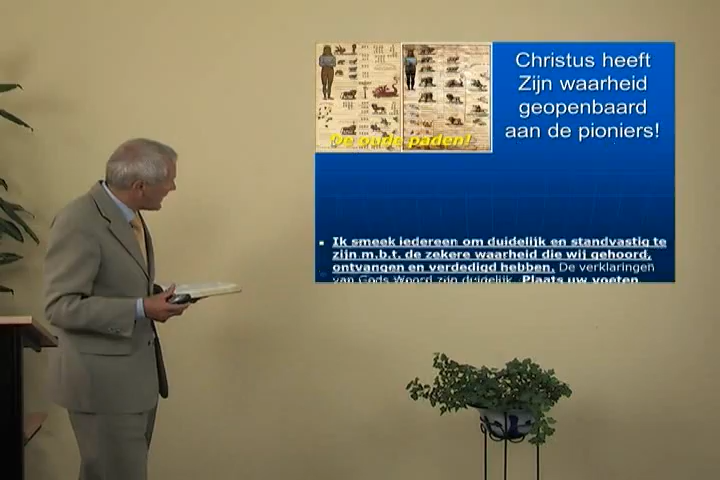 De oude paden!
Christus heeft
Zijn waarheid
geopenbaard
aan de pioniers!
Ik smeek iedereen om duidelijk en standvastig te
zijn m.b.t. de zekere waarheid die wij gehoord,
ontvangen en verdedigd hebben. De verklaringen
van Gods Woord zijn duidelijk. Plaats uw voeten